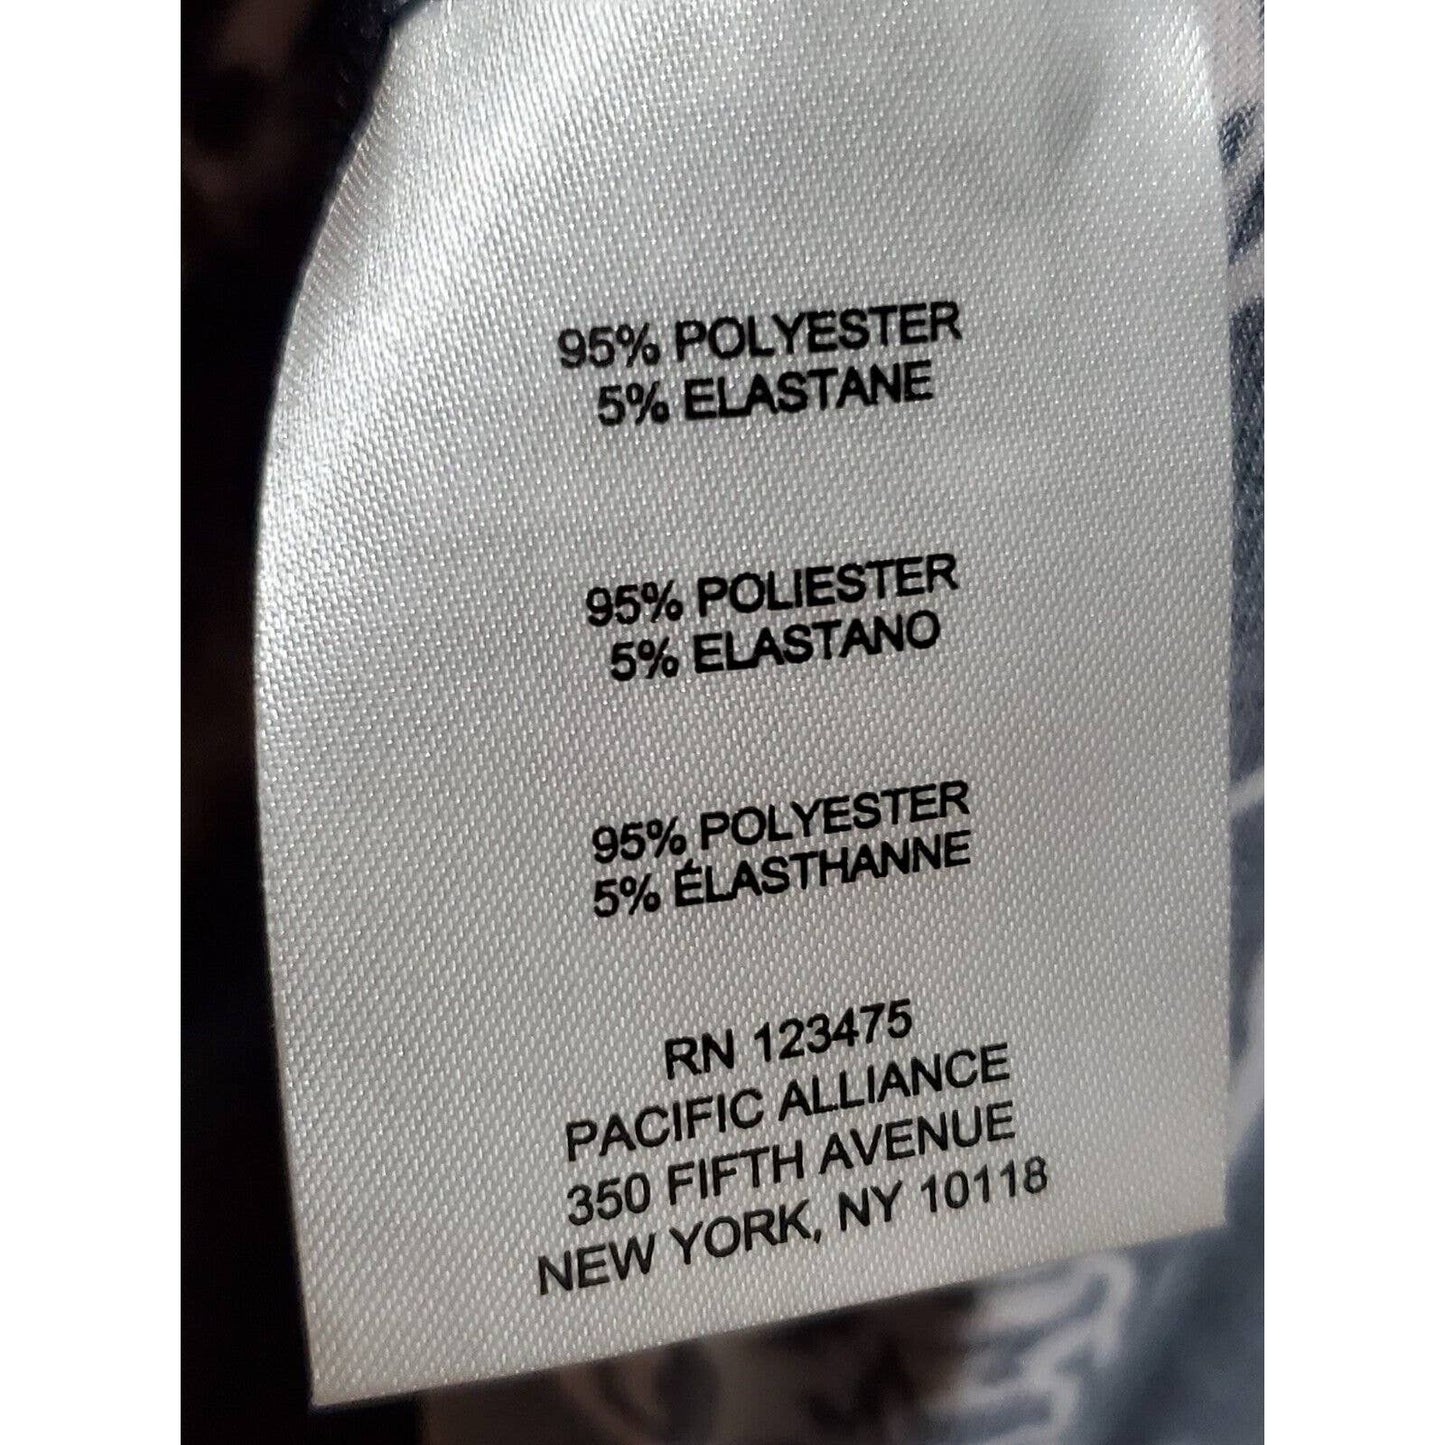 95% POLYESTER
5% ELASTANE
95% POLIESTER
5% ELASTANO
95% POLYESTER
5% ÉLASTHANNE
RN 123475
PACIFIC ALLIANCE
350 FIFTH AVENUE
NEW YORK, NY 10118